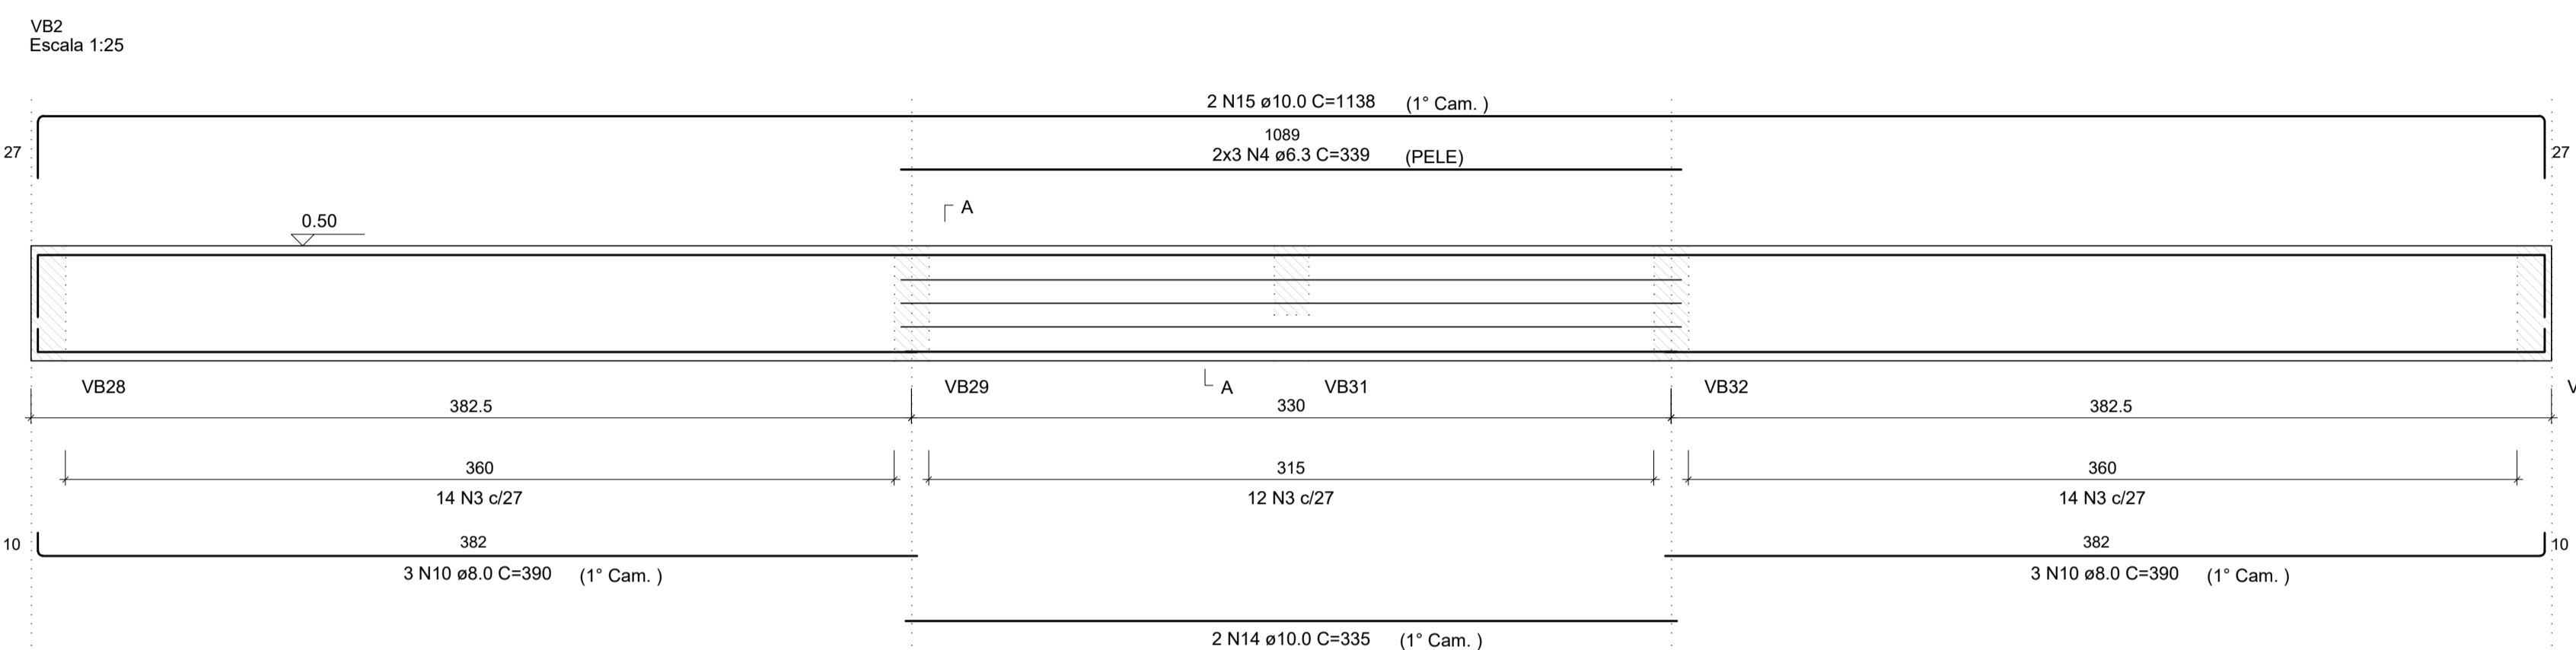 VB2
Escala 1:25
2 N15 ø10.0 C=1138 (1° Cam. )
1089
27
27
2x3 N4 ø6.3 C=339 (PELE)
A
0.50
VB28
VB29
A
VB31
VB32
V
382.5
330
382.5
360
315
360
14 N3 c/27
12 N3 c/27
14 N3 c/27
10
382
382
10
3 N10 ø8.0 C=390 (1° Cam. )
3 N10 ø8.0 C=390 (1° Cam. )
2 N14 ø10.0 C=335 (1° Cam. )